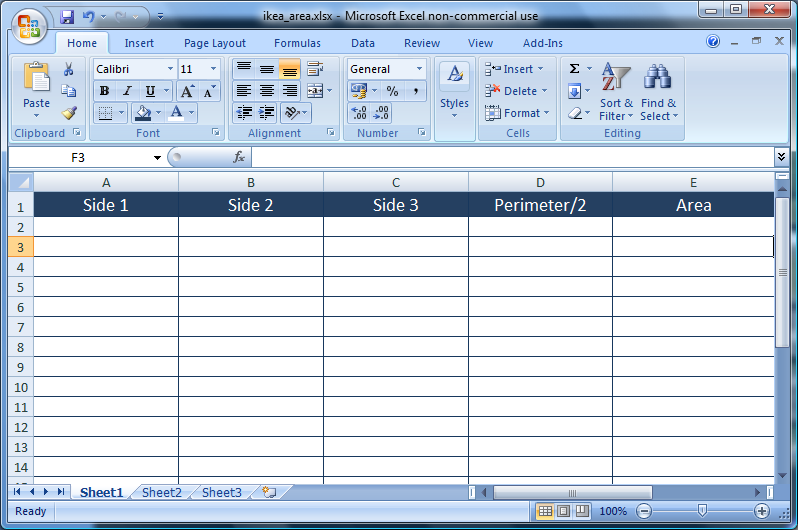 ikea_area.xlsx - Microsoft Excel non-commercial use
Home Insert Page Layout Formulas Data Review View Add-Ins
Calibri 11 General Insert Σ
Paste B I U A A % , Styles Delete Sort & Filter Find & Select
A .00 Format
Clipboard Font Alignment Number Cells Editing
F3 fx
A B C D E
1 Side 1 Side 2 Side 3 Perimeter/2 Area
2
3
4
5
6
7
8
9
10
11
12
13
14
Sheet1 Sheet2 Sheet3
Ready 100%